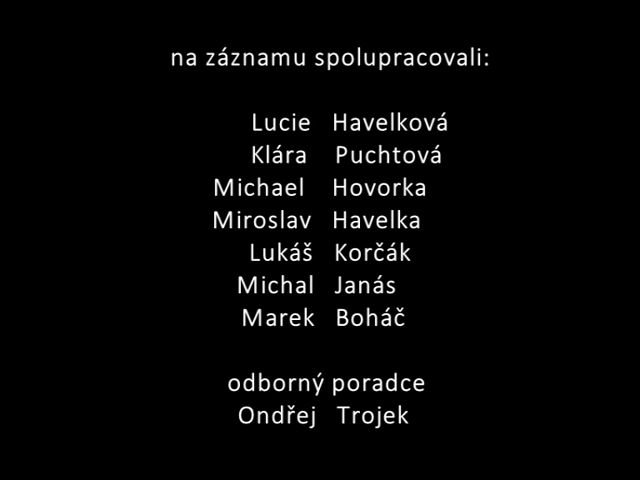 na záznamu spolupracovali:
Lucie Havelková
Klára Puchtová
Michael Hovorka
Miroslav Havelka
Lukáš Korčák
Michal Janás
Marek Boháč
odborný poradce
Ondřej Trojek